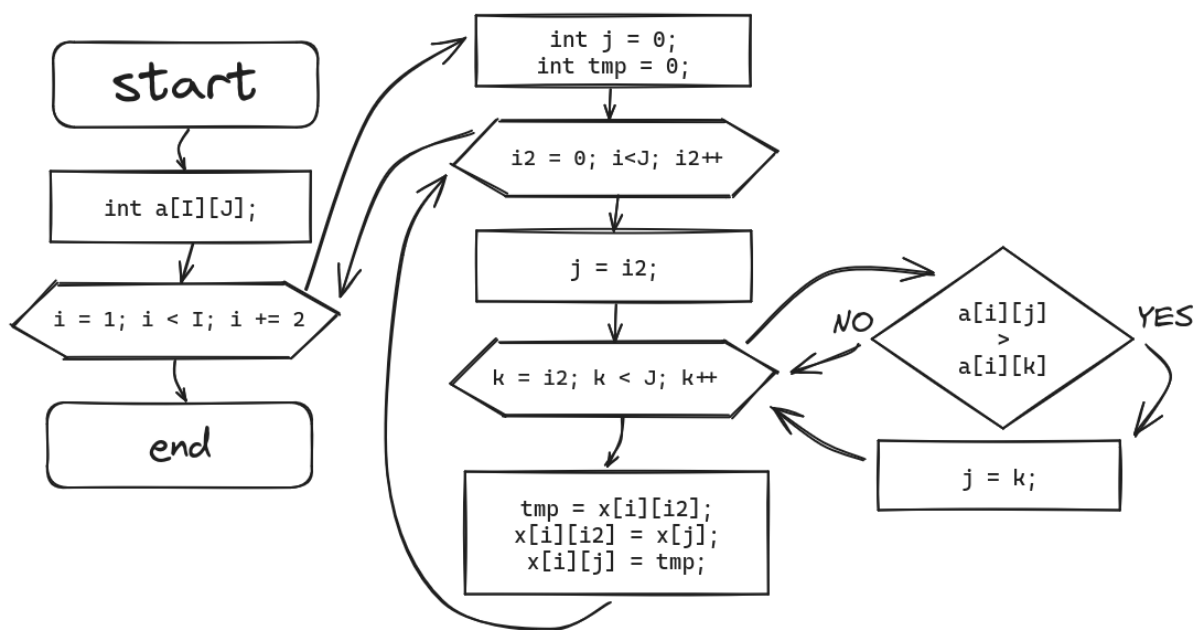 start
int a[I][J];
i = 1; i < I; i += 2
end
int j = 0;
int tmp = 0;
i2 = 0; i<J; i2++
j = i2;
k = i2; k < J; k++
tmp = x[i][i2];
x[i][i2] = x[j];
x[i][j] = tmp;
a[i][j]
>
a[i][k]
NO
YES
j = k;